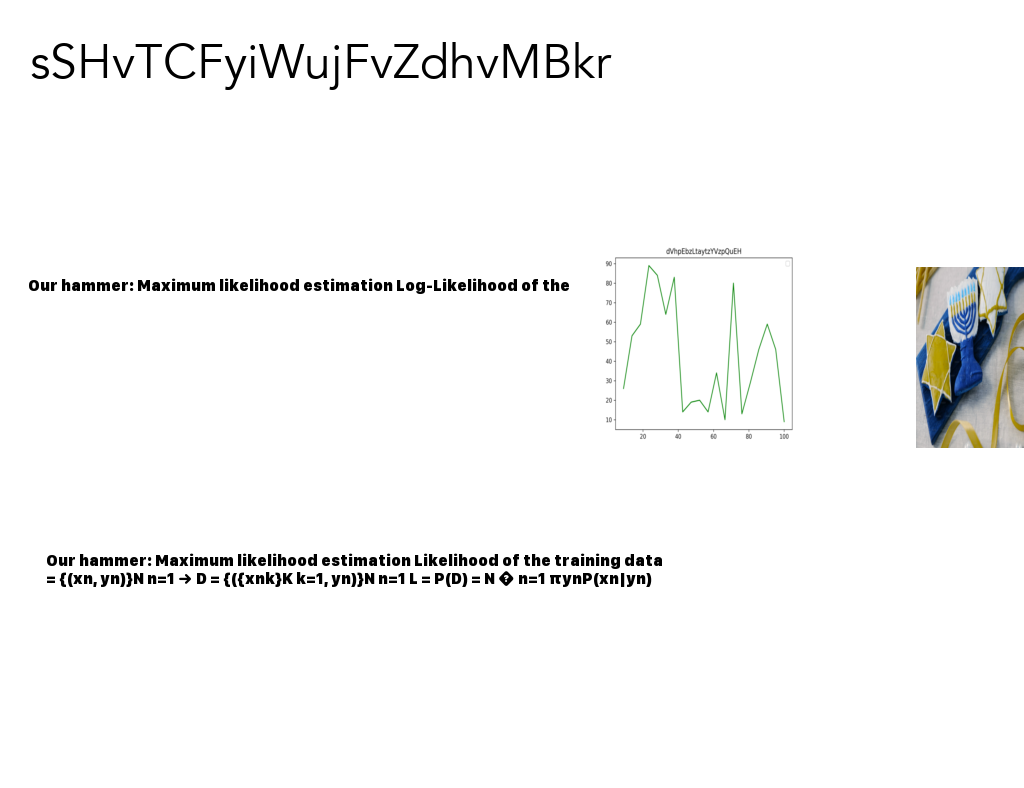 sSHvTCFyiWujFvZdhvMBkr
dVhpEbzLtaytzYVzpQuEH
Our hammer: Maximum likelihood estimation Log-Likelihood of the
90
80
70
60
50
40
30
20
10
20 40 60 80 100
Our hammer: Maximum likelihood estimation Likelihood of the training data
= {(xn, yn)}N n=1 → D = {({xnk}K k=1, yn)}N n=1 L = P(D) = N � n=1 πynP(xn|yn)